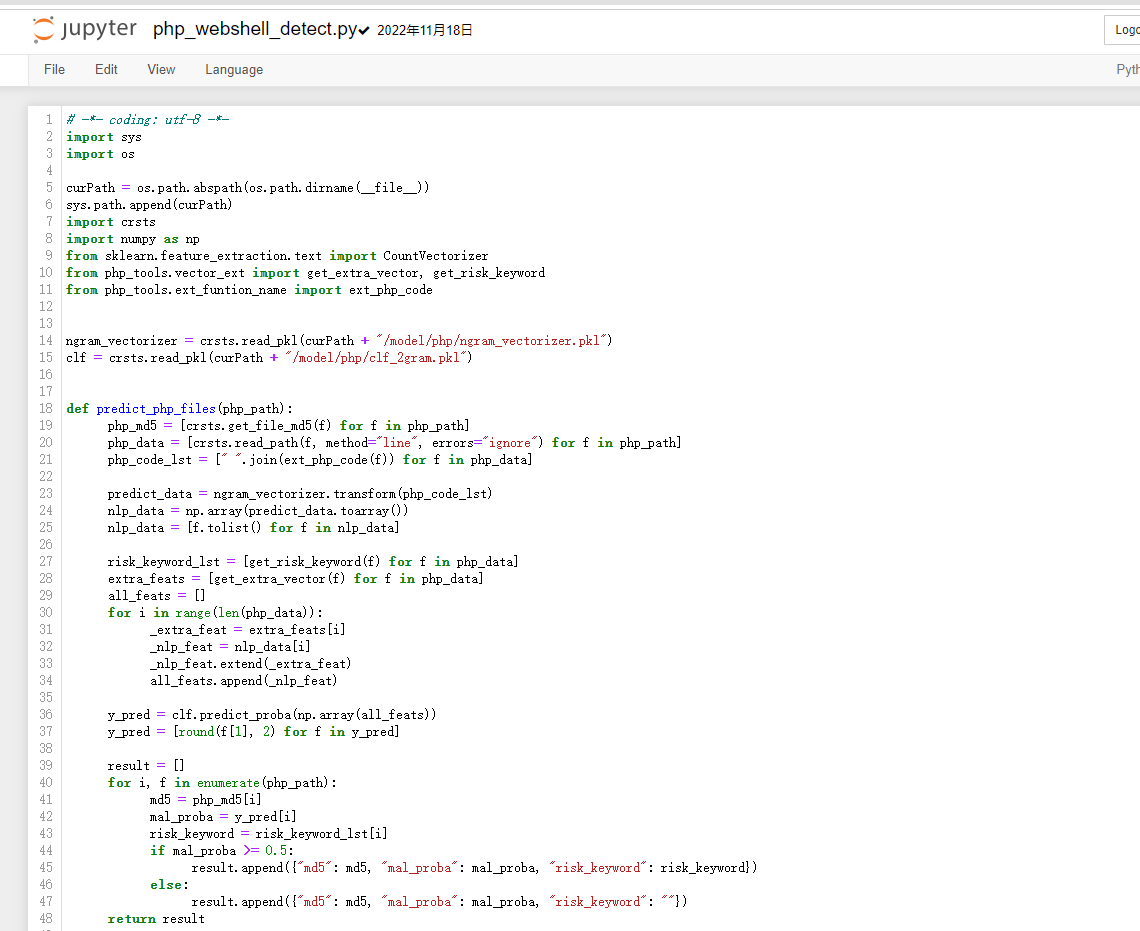 jupyter php_webshell_detect.py✔ 2022年11月18日
Logo
File Edit View Language
Pyth
1 # -*- coding: utf-8 -*-
2 import sys
3 import os
4
5 curPath = os.path.abspath(os.path.dirname(__file__))
6 sys.path.append(curPath)
7 import crsts
8 import numpy as np
9 from sklearn.feature_extraction.text import CountVectorizer
10 from php_tools.vector_ext import get_extra_vector, get_risk_keyword
11 from php_tools.ext_funtion_name import ext_php_code
12
13
14 ngram_vectorizer = crsts.read_pkl(curPath + "/model/php/ngram_vectorizer.pkl")
15 clf = crsts.read_pkl(curPath + "/model/php/clf_2gram.pkl")
16
17
18 def predict_php_files(php_path):
19 php_md5 = [crsts.get_file_md5(f) for f in php_path]
20 php_data = [crsts.read_path(f, method="line", errors="ignore") for f in php_path]
21 php_code_lst = [" ".join(ext_php_code(f)) for f in php_data]
22
23 predict_data = ngram_vectorizer.transform(php_code_lst)
24 nlp_data = np.array(predict_data.toarray())
25 nlp_data = [f.tolist() for f in nlp_data]
26
27 risk_keyword_lst = [get_risk_keyword(f) for f in php_data]
28 extra_feats = [get_extra_vector(f) for f in php_data]
29 all_feats = []
30 for i in range(len(php_data)):
31 _extra_feat = extra_feats[i]
32 _nlp_feat = nlp_data[i]
33 _nlp_feat.extend(_extra_feat)
34 all_feats.append(_nlp_feat)
35
36 y_pred = clf.predict_proba(np.array(all_feats))
37 y_pred = [round(f[1], 2) for f in y_pred]
38
39 result = []
40 for i, f in enumerate(php_path):
41 md5 = php_md5[i]
42 mal_proba = y_pred[i]
43 risk_keyword = risk_keyword_lst[i]
44 if mal_proba >= 0.5:
45 result.append({"md5": md5, "mal_proba": mal_proba, "risk_keyword": risk_keyword})
46 else:
47 result.append({"md5": md5, "mal_proba": mal_proba, "risk_keyword": ""})
48 return result